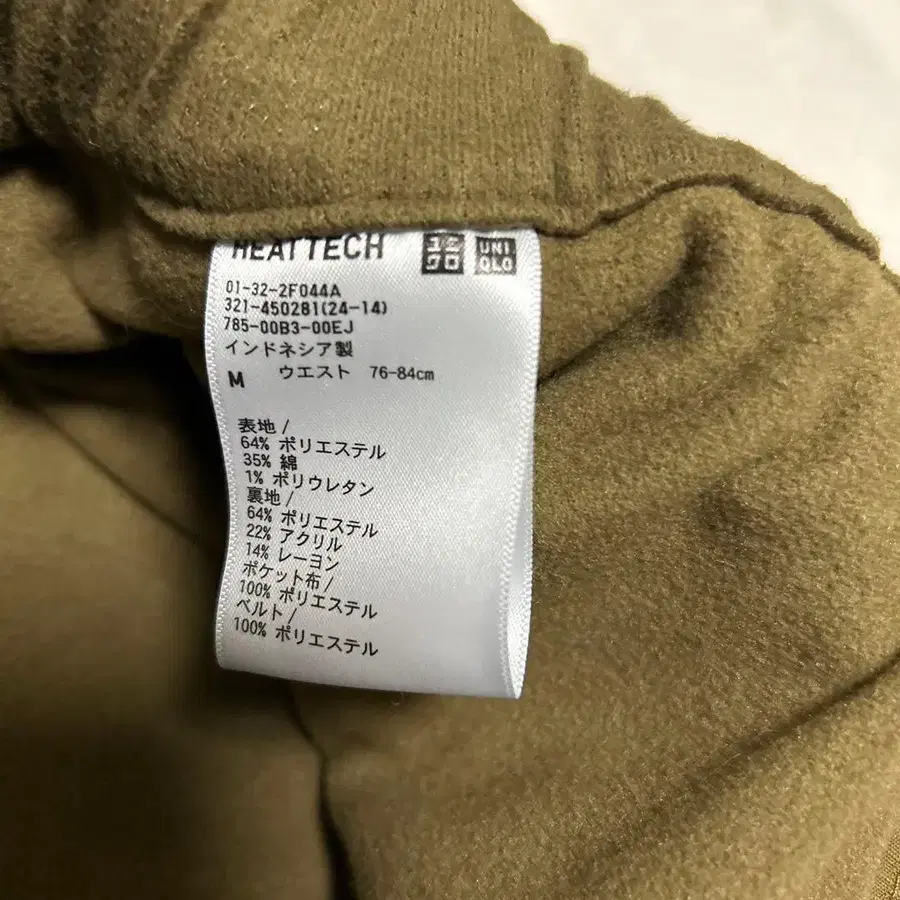 HEATTECH
ユニ
クロ
UNI
QLO
01-32-2F044A
321-450281(24-14)
785-00B3-00EJ
インドネシア製
M ウエスト 76-84cm
表地/
64% ポリエステル
35% 綿
1% ポリウレタン
裏地/
64% ポリエステル
22% アクリル
14% レーヨン
ポケット布/
100% ポリエステル
ベルト/
100% ポリエステル